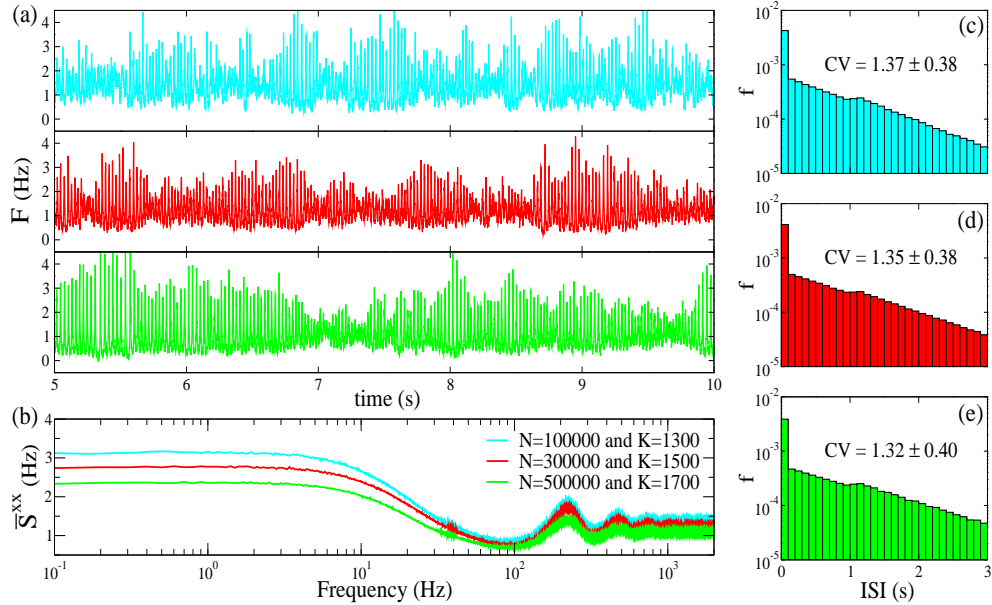 (a)
4
3
2
1
0
4
3
2
1
0
4
3
2
1
0
F (Hz)
5 6 7 8 9 10
time (s)
(b)
4
3
2
1
S̅ˣˣ (Hz)
N=100000 and K=1300
N=300000 and K=1500
N=500000 and K=1700
10⁻¹ 10⁰ 10¹ 10² 10³
Frequency (Hz)
(c)
10⁻²
10⁻³
10⁻⁵
f
CV = 1.37 ± 0.38
(d)
10⁻²
10⁻³
10⁻⁴
10⁻⁵
f
CV = 1.35 ± 0.38
(e)
10⁻²
10⁻³
10⁻⁴
10⁻⁵
f
CV = 1.32 ± 0.40
0 1 2 3
ISI (s)